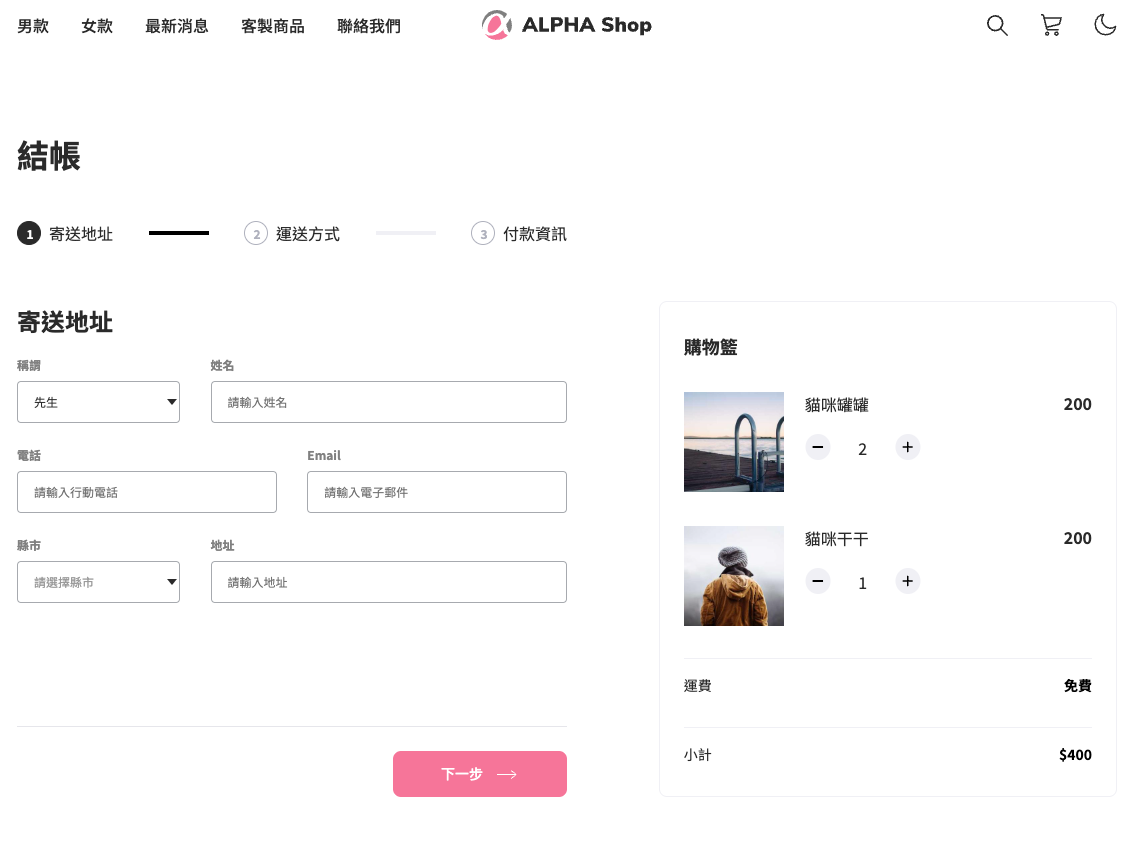 男款 女款 最新消息 客製商品 聯絡我們 ALPHA Shop
結帳
1 寄送地址 2 運送方式 3 付款資訊
寄送地址
稱謂 姓名
先生 請輸入姓名
電話 Email
請輸入行動電話 請輸入電子郵件
縣市 地址
請選擇縣市 請輸入地址
下一步
購物籃
貓咪罐罐 200
− 2 +
貓咪干干 200
− 1 +
運費 免費
小計 $400